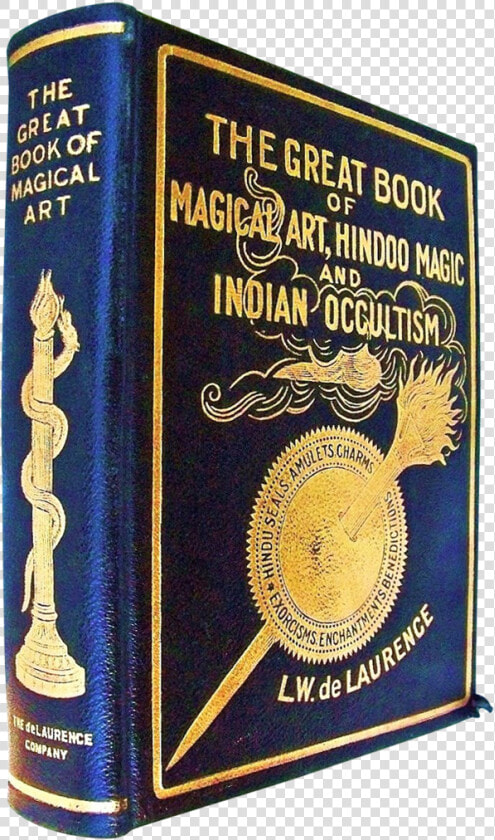 THE
GREAT
BOOK OF
MAGICAL
ART
THE deLAURENCE
COMPANY
THE GREAT BOOK
OF
MAGICAL ART, HINDOO MAGIC
AND
INDIAN OCCULTISM
HINDU SEALS, AMULETS, CHARMS
EXORCISMS, ENCHANTMENTS, BENEDICTIONS
L.W. de LAURENCE